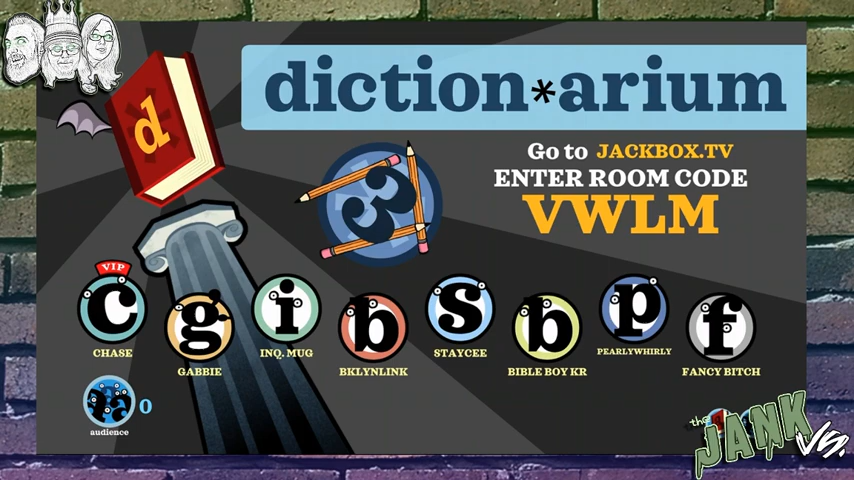 diction*arium
d
Go to JACKBOX.TV
ENTER ROOM CODE
VWLM
3
VIP
c g i b s b p f
CHASE
GABBIE
INQ. MUG
BKLYNLINK
STAYCEE
BIBLE BOY KR
PEARLYWHIRLY
FANCY BITCH
0
audience
the JANK VS.